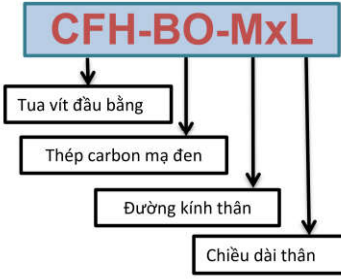 CFH-BO-MxL
Tua vít đầu bằng
Thép carbon mạ đen
Đường kính thân
Chiều dài thân